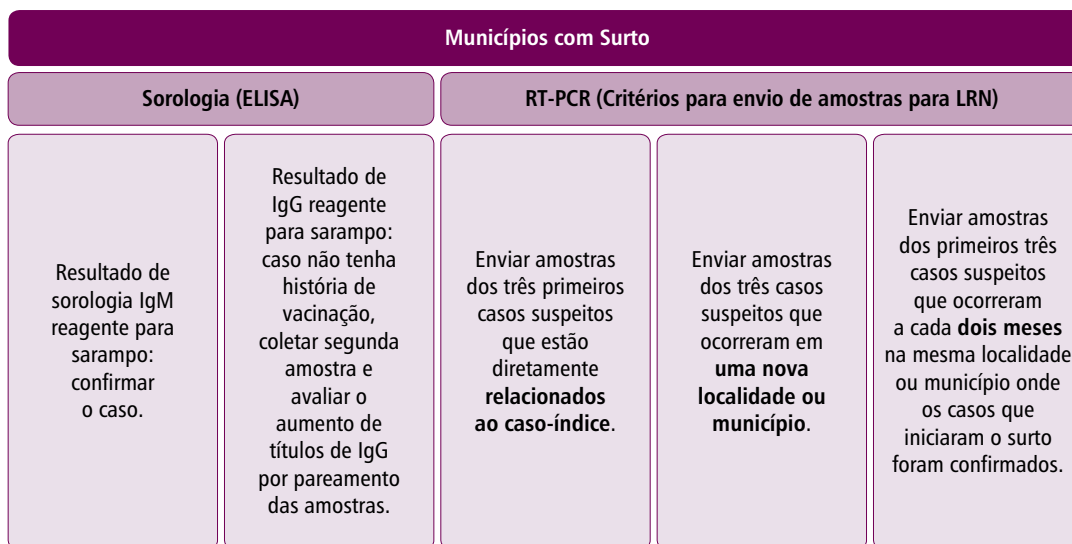 Municípios com Surto
Sorologia (ELISA)
RT-PCR (Critérios para envio de amostras para LRN)
Resultado de
sorologia IgM
reagente para
sarampo:
confirmar
o caso.
Resultado de
IgG reagente
para sarampo:
caso não tenha
história de
vacinação,
coletar segunda
amostra e
avaliar o
aumento de
títulos de IgG
por pareamento
das amostras.
Enviar amostras
dos três primeiros
casos suspeitos
que estão
diretamente
relacionados
ao caso-índice.
Enviar amostras
dos três casos
suspeitos que
ocorreram em
uma nova
localidade ou
município.
Enviar amostras
dos primeiros três
casos suspeitos
que ocorreram
a cada dois meses
na mesma localidade
ou município onde
os casos que
iniciaram o surto
foram confirmados.